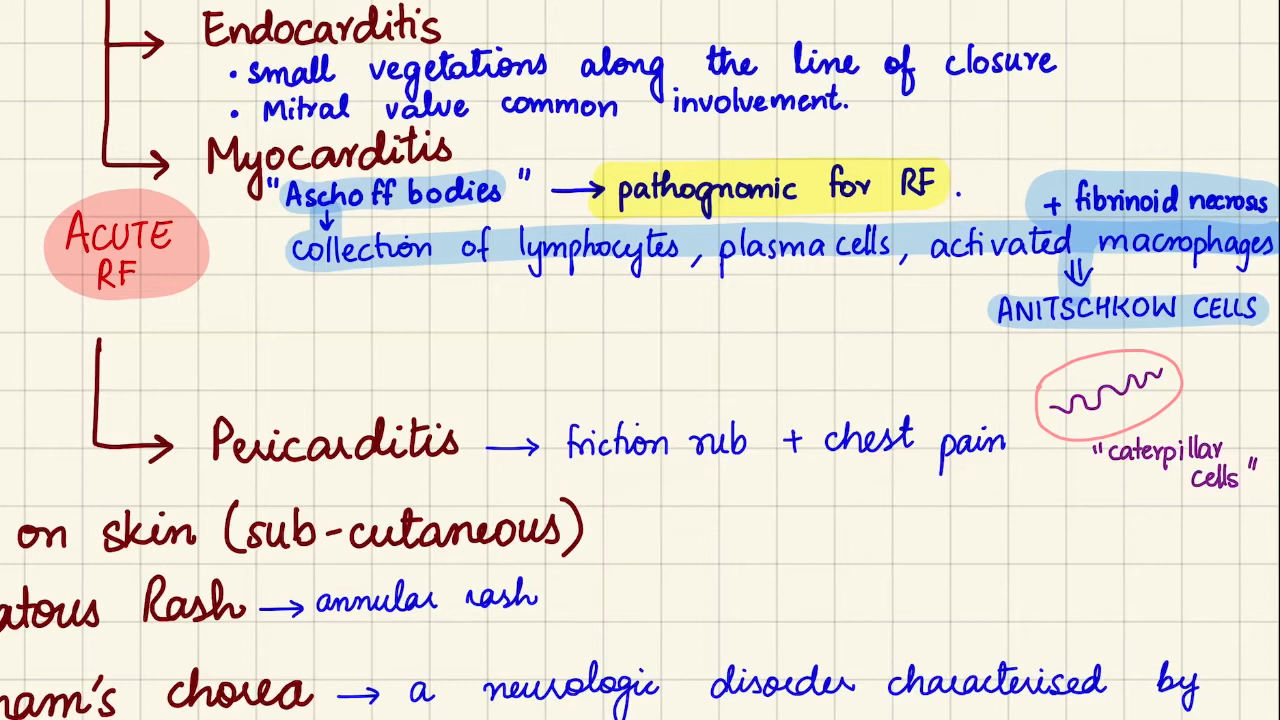 Endocarditis
• small vegetations along the line of closure
• Mitral valve common involvement.
Myocarditis
"Aschoff bodies" → pathognomic for RF.
+ fibrinoid necrosis
ACUTE
RF
collection of lymphocytes, plasma cells, activated macrophages
ANITSCHKOW CELLS
Pericarditis → friction rub + chest pain
"caterpillar
cells"
on skin (sub-cutaneous)
atous Rash → annular rash
nam's chorea → a neurologic disorder characterised by